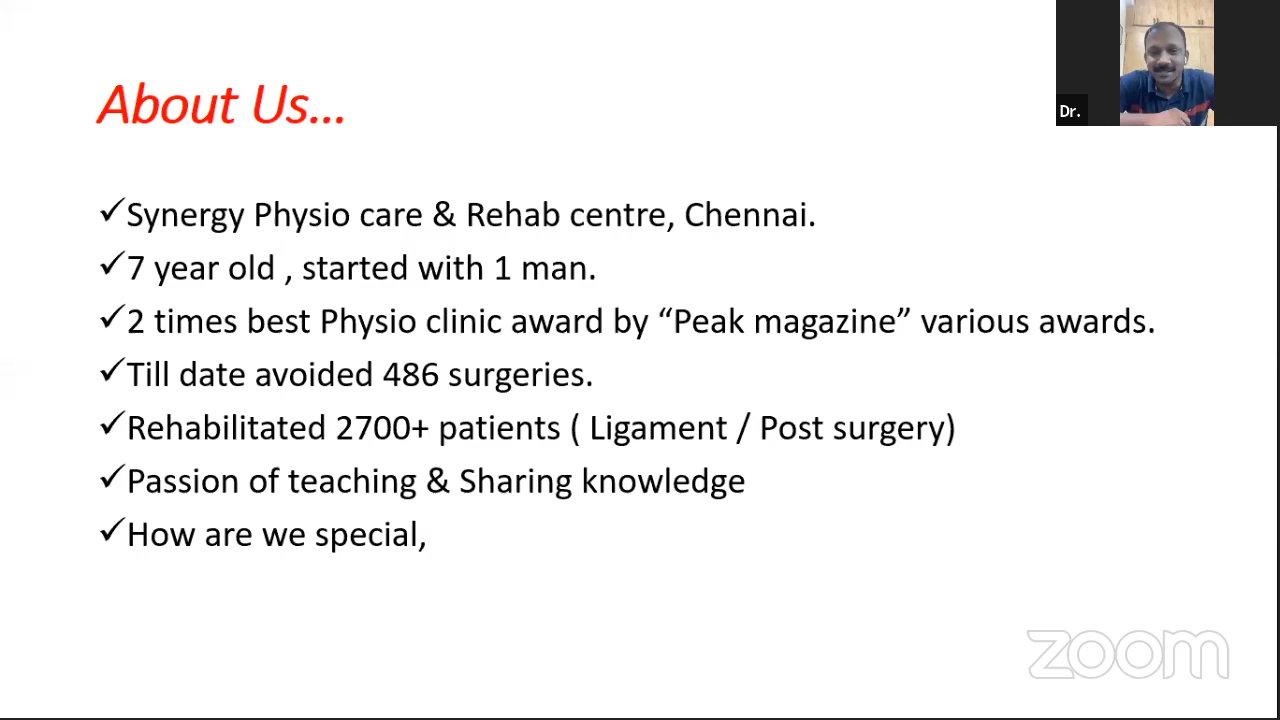 About Us...
Dr.
✓Synergy Physio care & Rehab centre, Chennai.
✓7 year old , started with 1 man.
✓2 times best Physio clinic award by “Peak magazine” various awards.
✓Till date avoided 486 surgeries.
✓Rehabilitated 2700+ patients ( Ligament / Post surgery)
✓Passion of teaching & Sharing knowledge
✓How are we special,
zoom